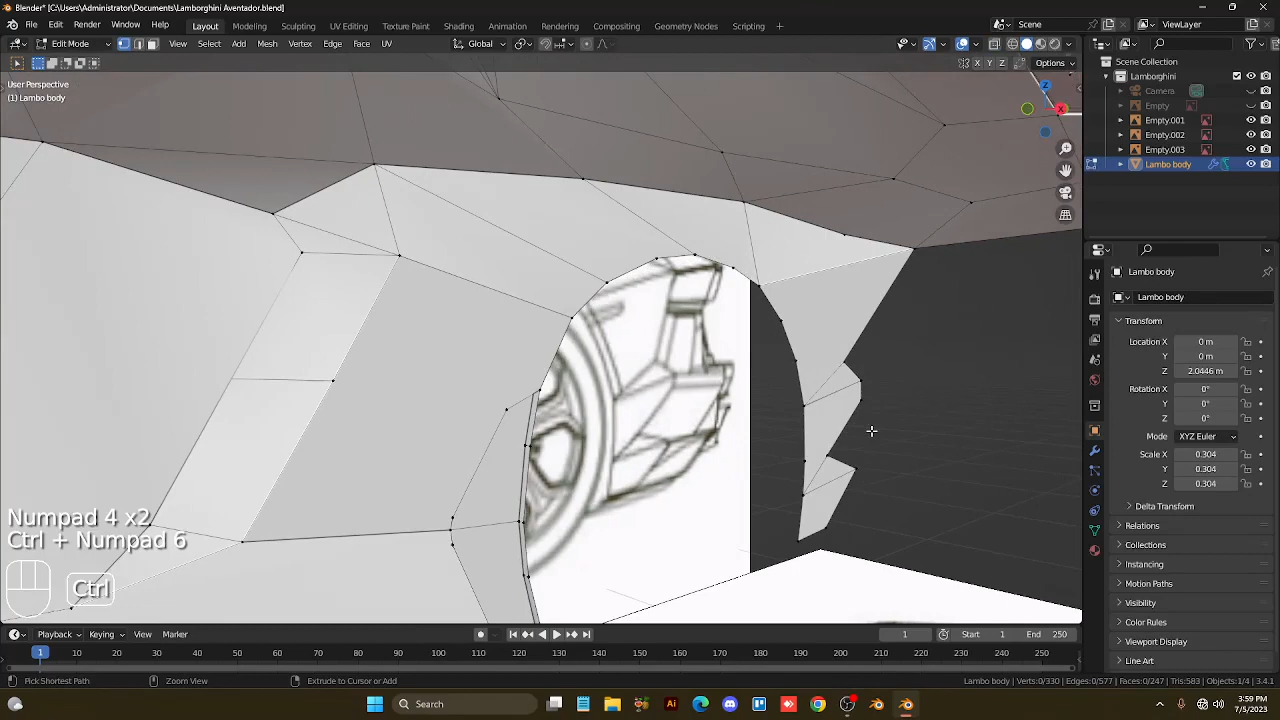 Blender* [C:\Users\Administrator\Documents\Lamborghini Aventador.blend]
File Edit Render Window Help Layout Modeling Sculpting UV Editing Texture Paint Shading Animation Rendering Compositing Geometry Nodes Scripting + Scene ViewLayer
Edit Mode View Select Add Mesh Vertex Edge Face UV Global
X Y Z Options
User Perspective
(1) Lambo body
Z
X
Scene Collection
Lamborghini
Camera
Empty
Empty.001
Empty.002
Empty.003
Lambo body
Lambo body
Lambo body
Transform
Location X 0 m
Y 0 m
Z 2.0446 m
Rotation X 0°
Y 0°
Z 0°
Mode XYZ Euler
Scale X 0.304
Y 0.304
Z 0.304
Delta Transform
Relations
Collections
Instancing
Motion Paths
Visibility
Color Rules
Viewport Display
Line Art
Numpad 4 x2
Ctrl + Numpad 6
Ctrl
Playback Keying View Marker 1 Start 1 End 250
1 10 20 30 40 50 60 70 80 90 100 110 120 130 140 150 160 170 180 190 200 210 220 230 240 250
Pick Shortest Path Zoom View Extrude to Cursor or Add Lambo body | Verts:0/330 | Edges:0/577 | Faces:0/247 | Tris:583 | Objects:1/4 | 3.4.1
Search
Ai
3:59 PM
7/5/2023